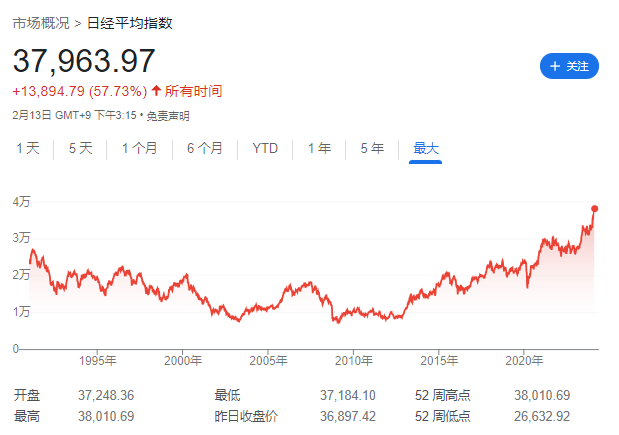 市场概况 > 日经平均指数
37,963.97
+ 关注
+13,894.79 (57.73%) ↑ 所有时间
2月13日 GMT+9 下午3:15 • 免责声明
1 天 5 天 1 个月 6 个月 YTD 1 年 5 年 最大
4万
3万
2万
1万
0
1995年 2000年 2005年 2010年 2015年 2020年
开盘 37,248.36 最低 37,184.10 52 周高点 38,010.69
最高 38,010.69 昨日收盘价 36,897.42 52 周低点 26,632.92